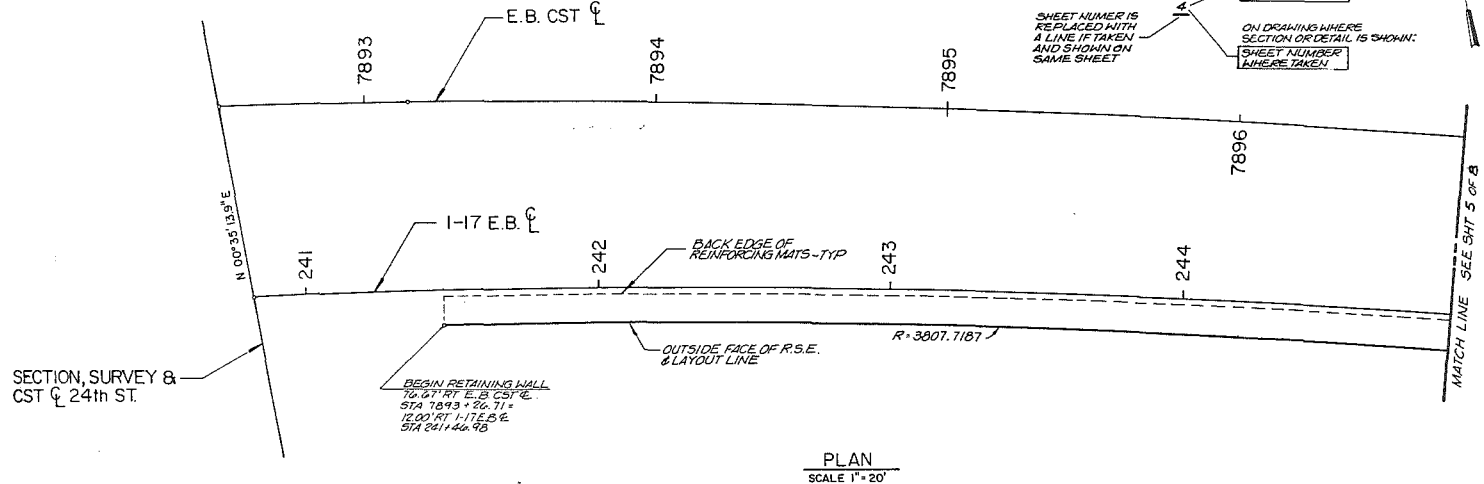 E.B. CST ℄
SHEET NUMER IS
REPLACED WITH
A LINE IF TAKEN
AND SHOWN ON
SAME SHEET
4
ON DRAWING WHERE
SECTION OR DETAIL IS SHOWN:
SHEET NUMBER
WHERE TAKEN
7893
7894
7895
7896
N 00°35'13.9" E
1-17 E.B. ℄
241
242
243
244
BACK EDGE OF
REINFORCING MATS-TYP
MATCH LINE SEE SHT 5 OF 8
OUTSIDE FACE OF R.S.E.
& LAYOUT LINE
R=3807.7187
SECTION, SURVEY &
CST ℄ 24th ST.
BEGIN RETAINING WALL
76.67' RT E.B. CST ℄
STA 7893+26.71=
12.00' RT 1-17 E.B. ℄
STA 241+46.98
PLAN
SCALE 1"=20'